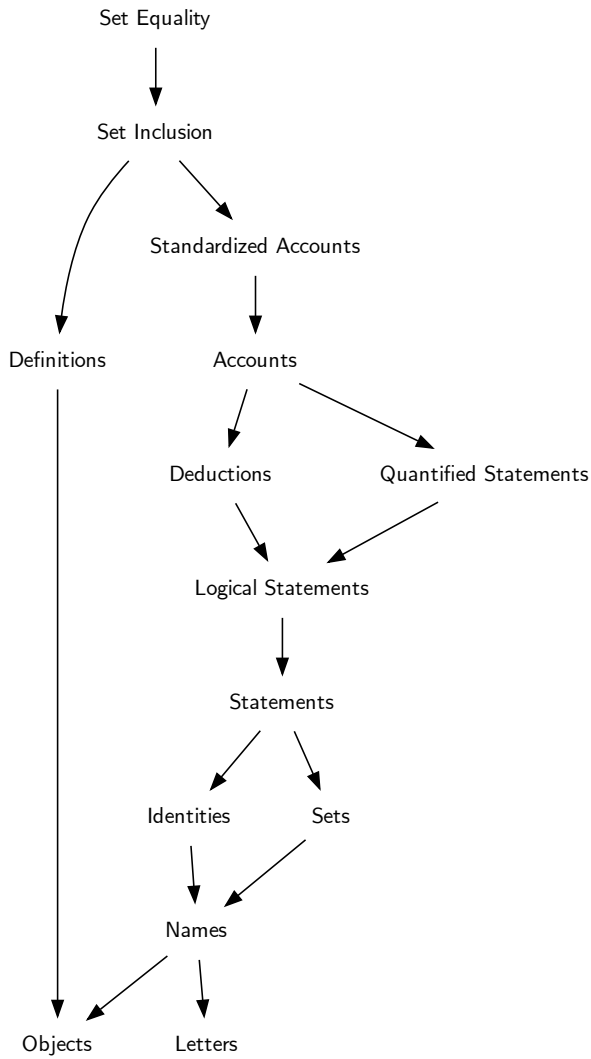 Set Equality
Set Inclusion
Standardized Accounts
Definitions
Accounts
Deductions
Quantified Statements
Logical Statements
Statements
Identities
Sets
Names
Objects
Letters